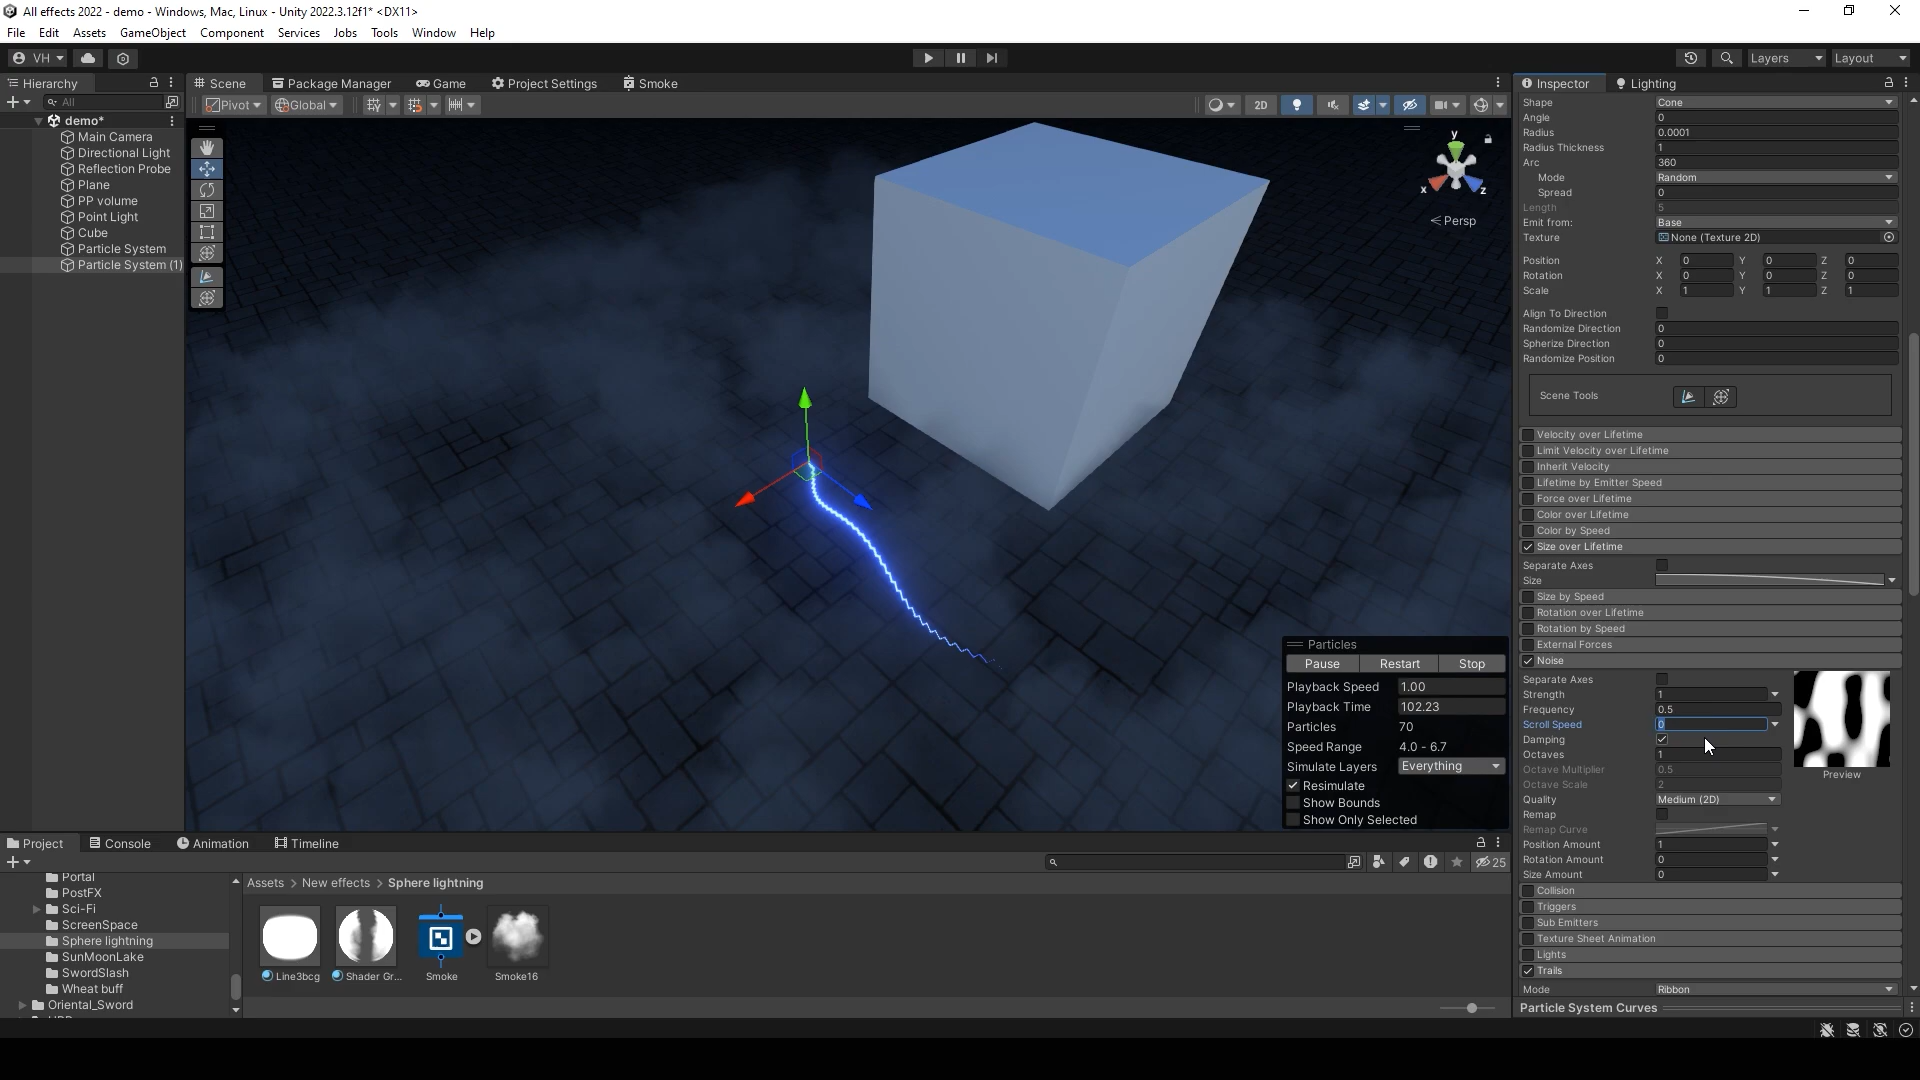 All effects 2022 - demo - Windows, Mac, Linux - Unity 2022.3.12f1* <DX11>
File Edit Assets GameObject Component Services Jobs Tools Window Help
VH
Layers Layout
Hierarchy
All
demo*
Main Camera
Directional Light
Reflection Probe
Plane
PP volume
Point Light
Cube
Particle System
Particle System (1)
Scene Package Manager Game Project Settings Smoke
Pivot Global 2D
y
x z
Persp
Particles
Pause Restart Stop
Playback Speed 1.00
Playback Time 102.23
Particles 70
Speed Range 4.0 - 6.7
Simulate Layers Everything
Resimulate
Show Bounds
Show Only Selected
Inspector Lighting
Shape Cone
Angle 0
Radius 0.0001
Radius Thickness 1
Arc 360
Mode Random
Spread 0
Length 5
Emit from: Base
Texture None (Texture 2D)
Position X 0 Y 0 Z 0
Rotation X 0 Y 0 Z 0
Scale X 1 Y 1 Z 1
Align To Direction
Randomize Direction 0
Spherize Direction 0
Randomize Position 0
Scene Tools
Velocity over Lifetime
Limit Velocity over Lifetime
Inherit Velocity
Lifetime by Emitter Speed
Force over Lifetime
Color over Lifetime
Color by Speed
Size over Lifetime
Separate Axes
Size
Size by Speed
Rotation over Lifetime
Rotation by Speed
External Forces
Noise
Separate Axes
Strength 1
Frequency 0.5
Scroll Speed 0
Damping
Octaves 1
Octave Multiplier 0.5
Octave Scale 2
Quality Medium (2D)
Remap
Remap Curve
Position Amount 1
Rotation Amount 0
Size Amount 0
Preview
Collision
Triggers
Sub Emitters
Texture Sheet Animation
Lights
Trails
Mode Ribbon
Particle System Curves
Project Console Animation Timeline
25
Portal
PostFX
Sci-Fi
ScreenSpace
Sphere lightning
SunMoonLake
SwordSlash
Wheat buff
Oriental_Sword
Assets > New effects > Sphere lightning
Line3bcg Shader Gr... Smoke Smoke16